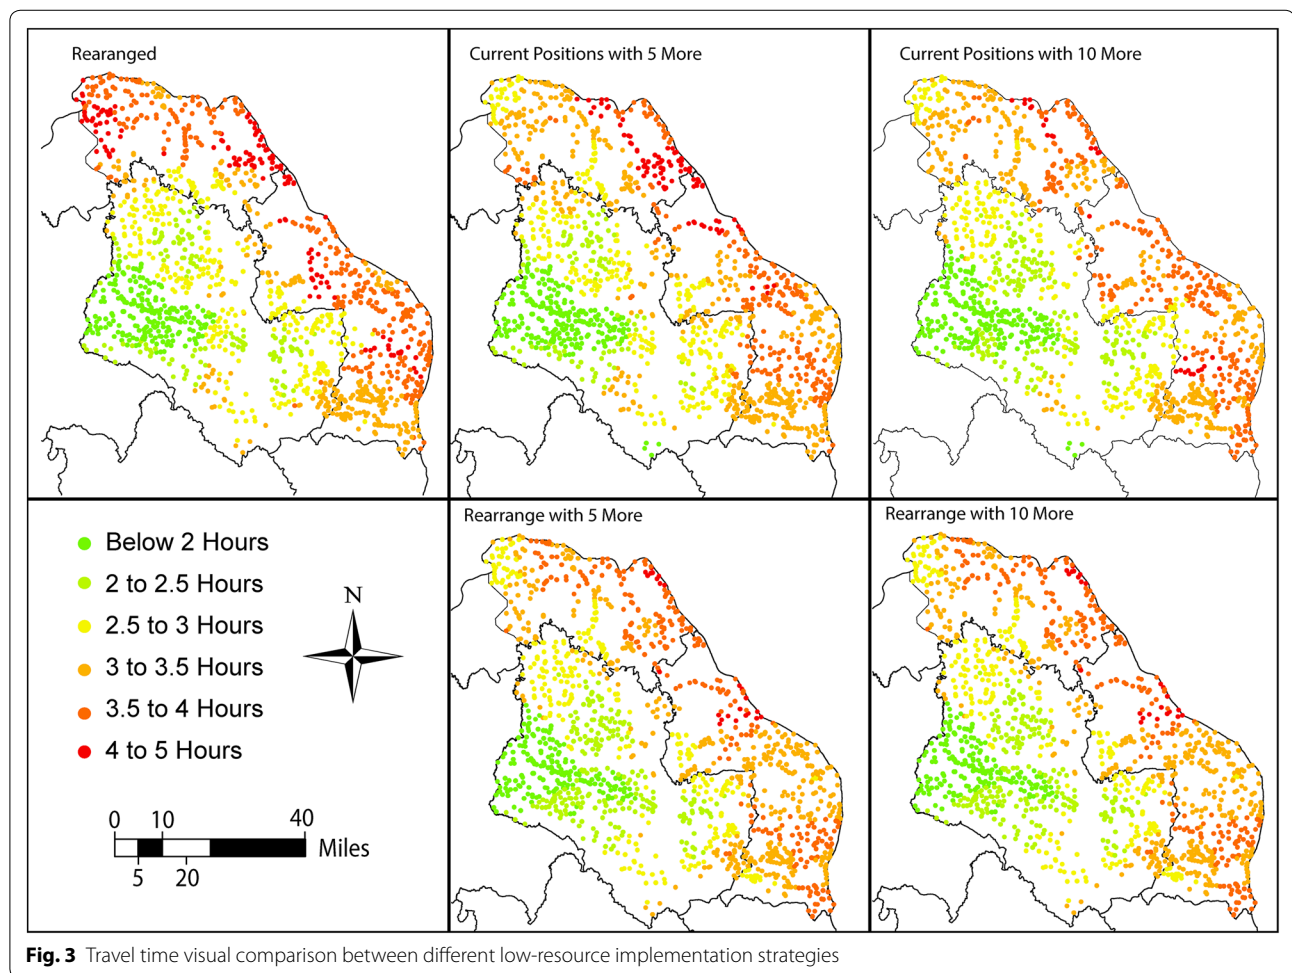 Rearanged
Current Positions with 5 More
Current Positions with 10 More
Below 2 Hours
2 to 2.5 Hours
2.5 to 3 Hours
3 to 3.5 Hours
3.5 to 4 Hours
4 to 5 Hours
N
0 10 40
Miles
5 20
Rearrange with 5 More
Rearrange with 10 More
Fig. 3 Travel time visual comparison between different low-resource implementation strategies